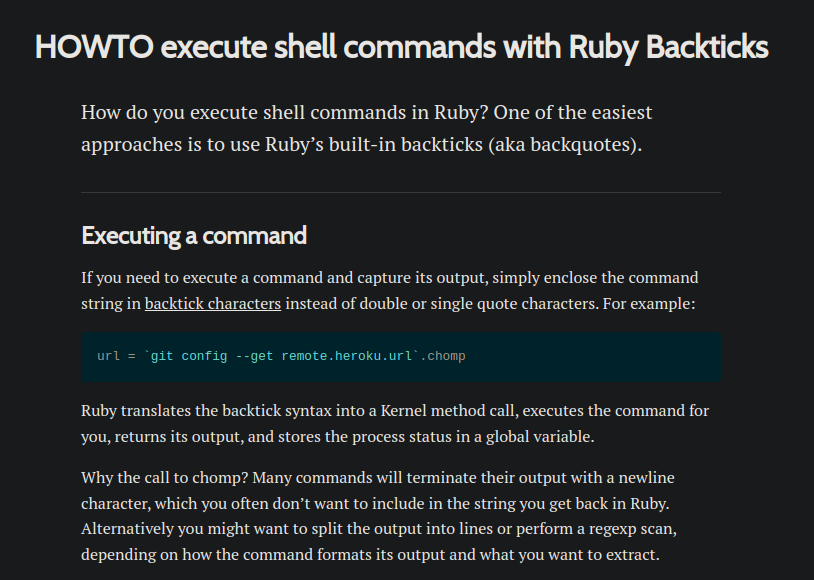 HOWTO execute shell commands with Ruby Backticks
How do you execute shell commands in Ruby? One of the easiest
approaches is to use Ruby’s built-in backticks (aka backquotes).
Executing a command
If you need to execute a command and capture its output, simply enclose the command
string in backtick characters instead of double or single quote characters. For example:
url = `git config --get remote.heroku.url`.chomp
Ruby translates the backtick syntax into a Kernel method call, executes the command for
you, returns its output, and stores the process status in a global variable.
Why the call to chomp? Many commands will terminate their output with a newline
character, which you often don’t want to include in the string you get back in Ruby.
Alternatively you might want to split the output into lines or perform a regexp scan,
depending on how the command formats its output and what you want to extract.